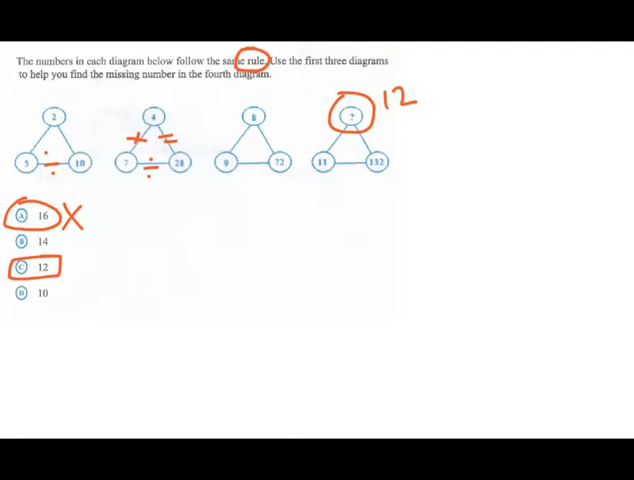 The numbers in each diagram below follow the same rule. Use the first three diagrams
to help you find the missing number in the fourth diagram.
2 4 8 ? 12
× =
5 ÷ 10 7 ÷ 28 9 72 11 132
A 16 X
B 14
C 12
D 10